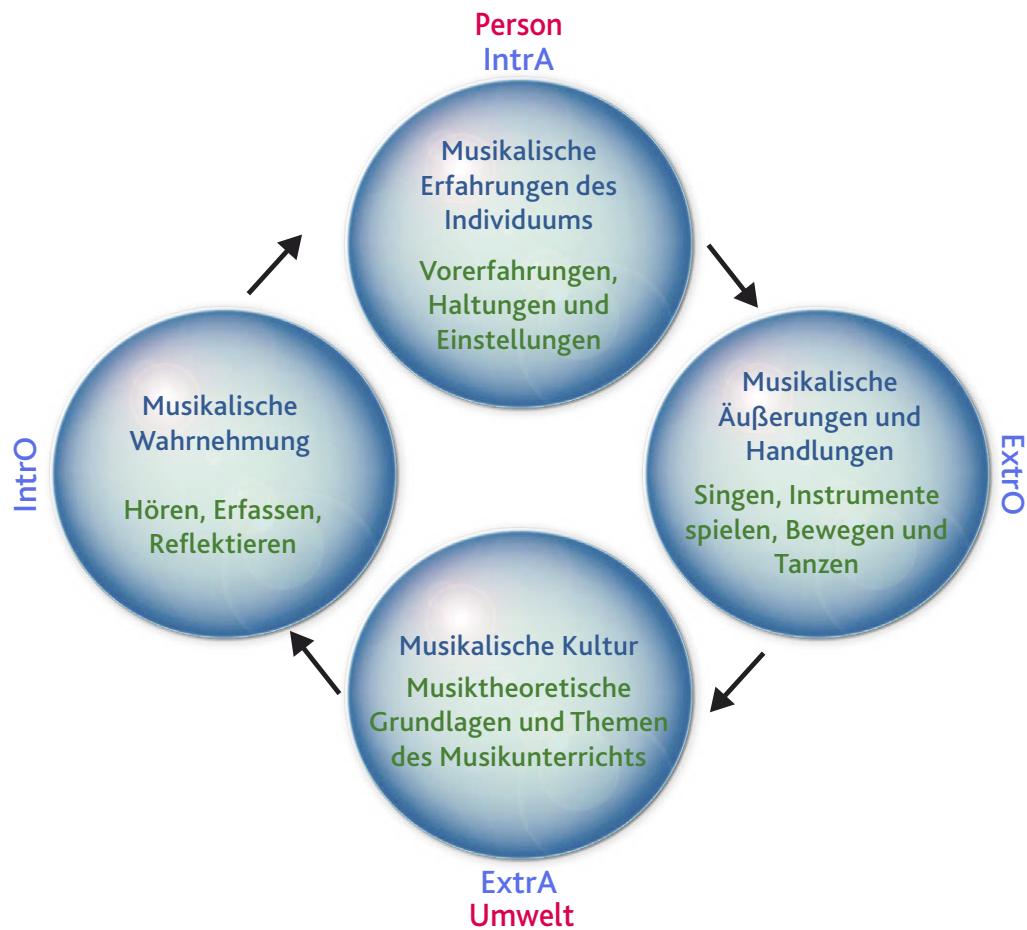 Person
IntrA
Musikalische
Erfahrungen des
Individuums
Vorerfahrungen,
Haltungen und
Einstellungen
IntrO
Musikalische
Wahrnehmung
Hören, Erfassen,
Reflektieren
Musikalische
Äußerungen und
Handlungen
Singen, Instrumente
spielen, Bewegen und
Tanzen
ExtrO
Musikalische Kultur
Musiktheoretische
Grundlagen und Themen
des Musikunterrichts
ExtrA
Umwelt